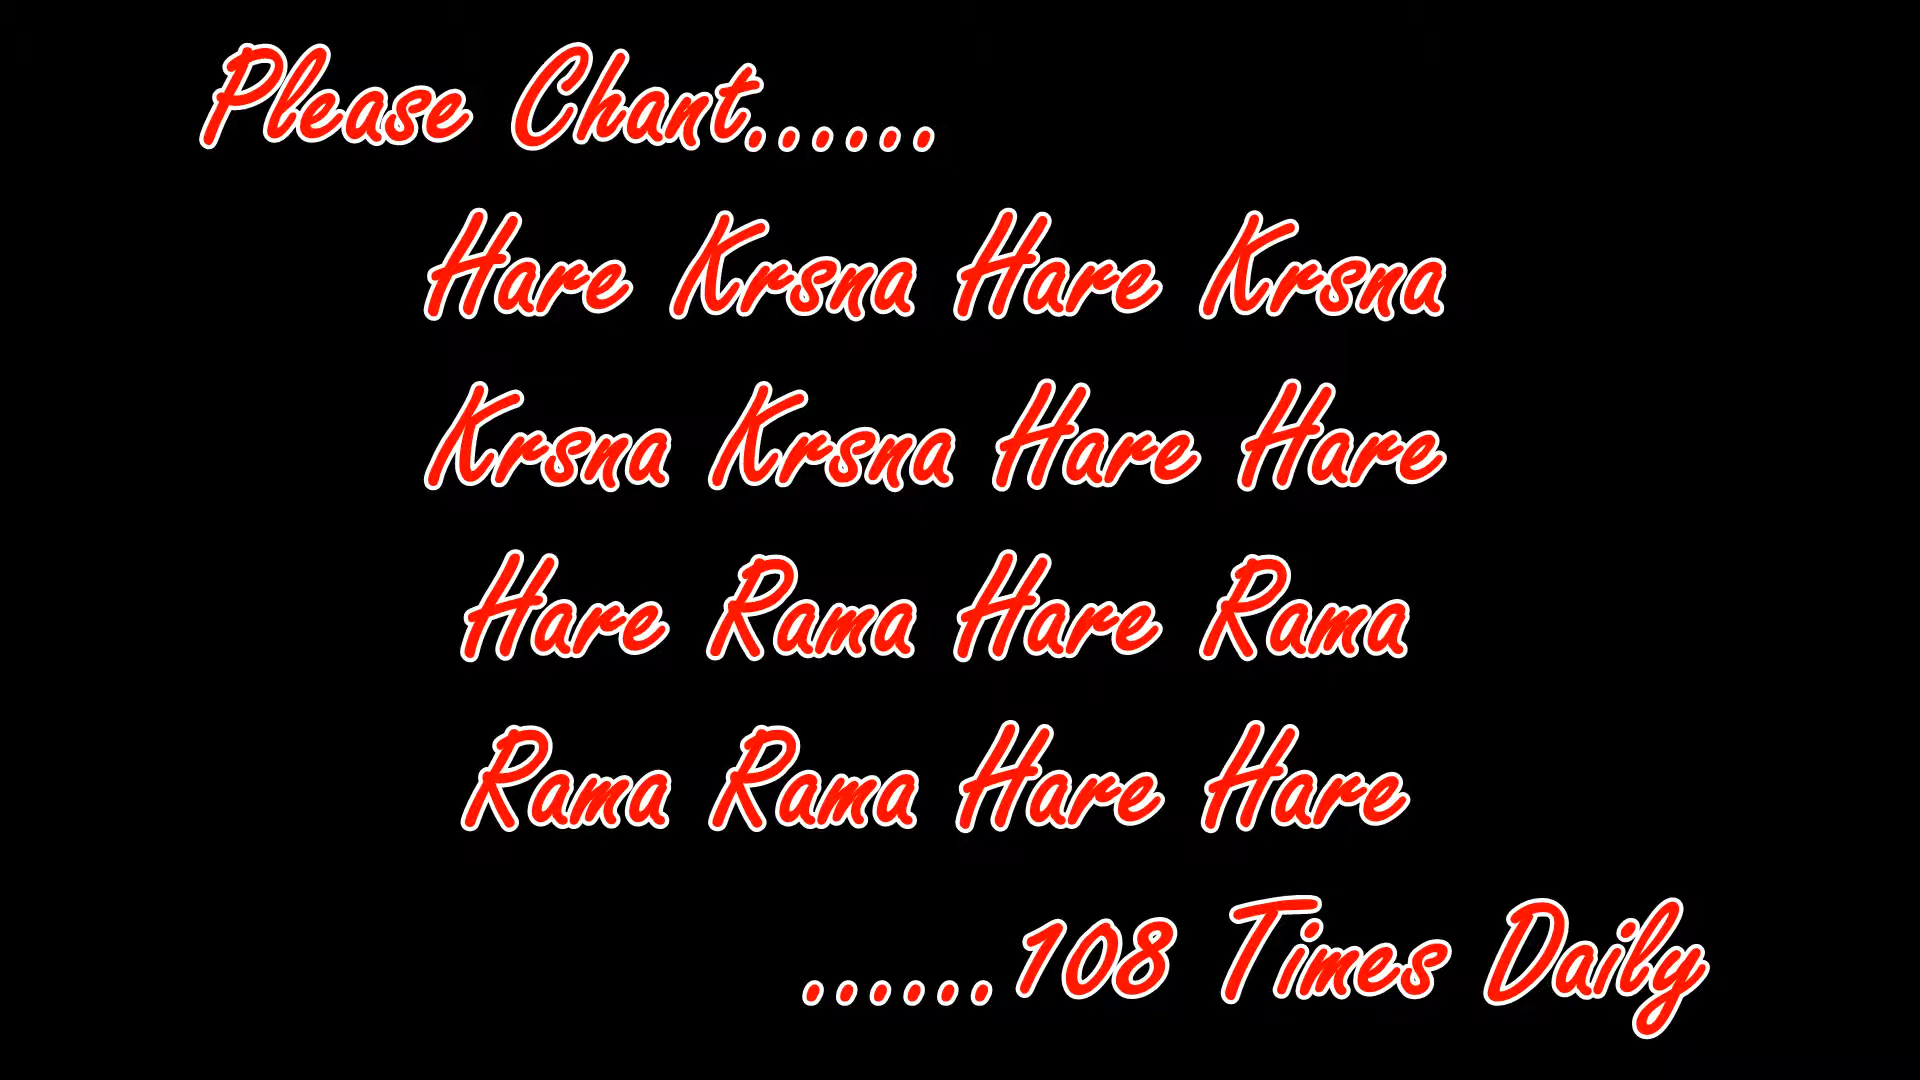 Please Chant......
Hare Krsna Hare Krsna
Krsna Krsna Hare Hare
Hare Rama Hare Rama
Rama Rama Hare Hare
......108 Times Daily